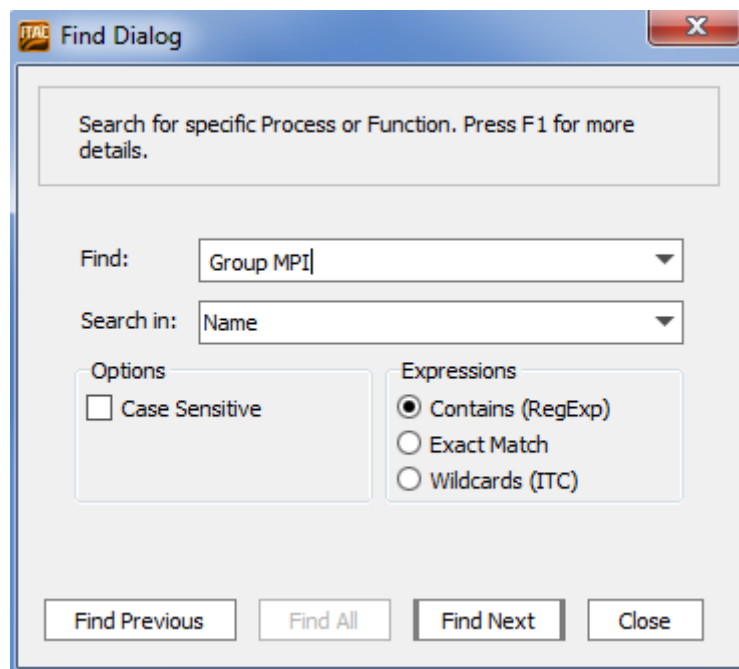 ITAC
Find Dialog
Search for specific Process or Function. Press F1 for more
details.
Find:
Group MPI
Search in:
Name
Options
Case Sensitive
Expressions
Contains (RegExp)
Exact Match
Wildcards (ITC)
Find Previous
Find All
Find Next
Close